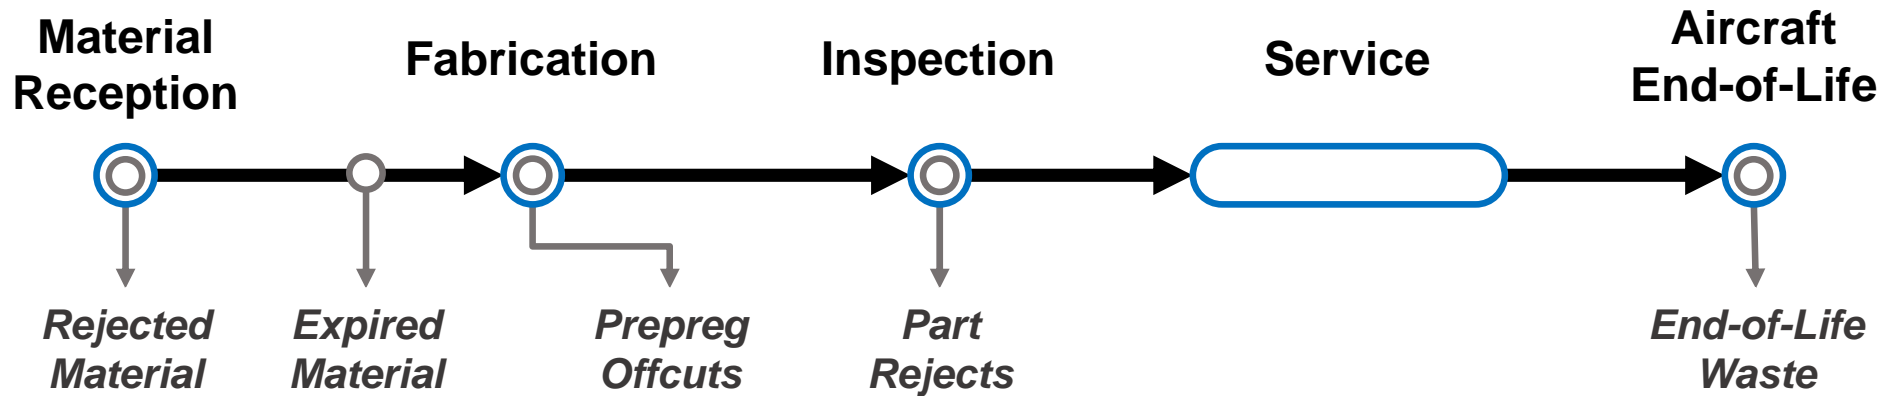 Material
Reception
Fabrication
Inspection
Service
Aircraft
End-of-Life
Rejected
Material
Expired
Material
Prepreg
Offcuts
Part
Rejects
End-of-Life
Waste